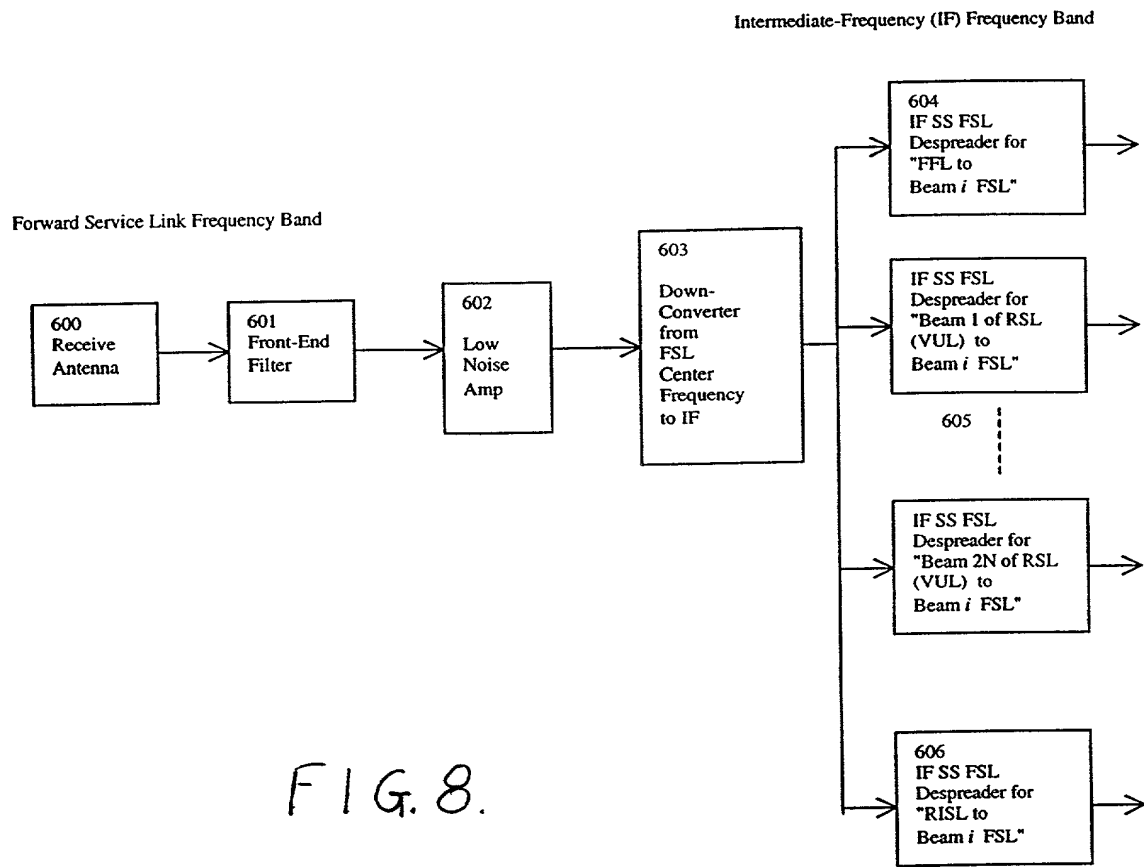 Intermediate-Frequency (IF) Frequency Band
604
IF SS FSL
Despreader for
"FFL to
Beam i FSL"
Forward Service Link Frequency Band
600
Receive
Antenna
601
Front-End
Filter
602
Low
Noise
Amp
603
Down-
Converter
from
FSL
Center
Frequency
to IF
IF SS FSL
Despreader for
"Beam 1 of RSL
(VUL) to
Beam i FSL"
605
IF SS FSL
Despreader for
"Beam 2N of RSL
(VUL) to
Beam i FSL"
606
IF SS FSL
Despreader for
"RISL to
Beam i FSL"
FIG. 8.